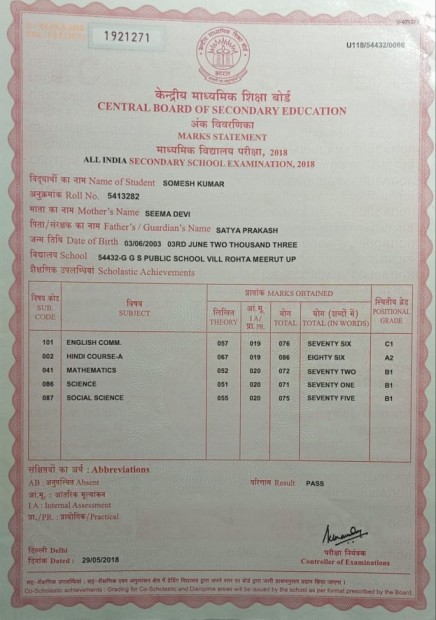 1921271
U118/54432/0066
केन्द्रीय माध्यमिक शिक्षा बोर्ड
CENTRAL BOARD OF SECONDARY EDUCATION
अंक विवरणिका
MARKS STATEMENT
माध्यमिक विद्यालय परीक्षा, 2018
ALL INDIA SECONDARY SCHOOL EXAMINATION, 2018
विद्यार्थी का नाम Name of Student SOMESH KUMAR
अनुक्रमांक Roll No. 5413282
माता का नाम Mother's Name SEEMA DEVI
पिता/संरक्षक का नाम Father's / Guardian's Name SATYA PRAKASH
जन्म तिथि Date of Birth 03/06/2003 03RD JUNE TWO THOUSAND THREE
विद्यालय School 54432-G G S PUBLIC SCHOOL VILL ROHTA MEERUT UP
शैक्षणिक उपलब्धियां Scholastic Achievements
विषय कोड SUB. CODE विषय SUBJECT प्राप्तांक MARKS OBTAINED स्थितीय ग्रेड POSITIONAL GRADE
लिखित THEORY आं.मू. I A/ प्रा. PR. योग TOTAL योग (शब्दों में) TOTAL (IN WORDS)
101 ENGLISH COMM. 057 019 076 SEVENTY SIX C1
002 HINDI COURSE-A 067 019 086 EIGHTY SIX A2
041 MATHEMATICS 052 020 072 SEVENTY TWO B1
086 SCIENCE 051 020 071 SEVENTY ONE B1
087 SOCIAL SCIENCE 055 020 075 SEVENTY FIVE B1
संक्षिप्तियों का अर्थ : Abbreviations
AB : अनुपस्थित Absent परिणाम Result PASS
आं.मू. : आंतरिक मूल्यांकन
I A : Internal Assessment
प्रा./PR. : प्रायोगिक/Practical
दिल्ली Delhi परीक्षा नियंत्रक
दिनांक Dated : 29/05/2018 Controller of Examinations
Co-Scholastic achievements : Grading for Co-Scholastic and Discipline areas will be issued by the school as per format prescribed by the Board.